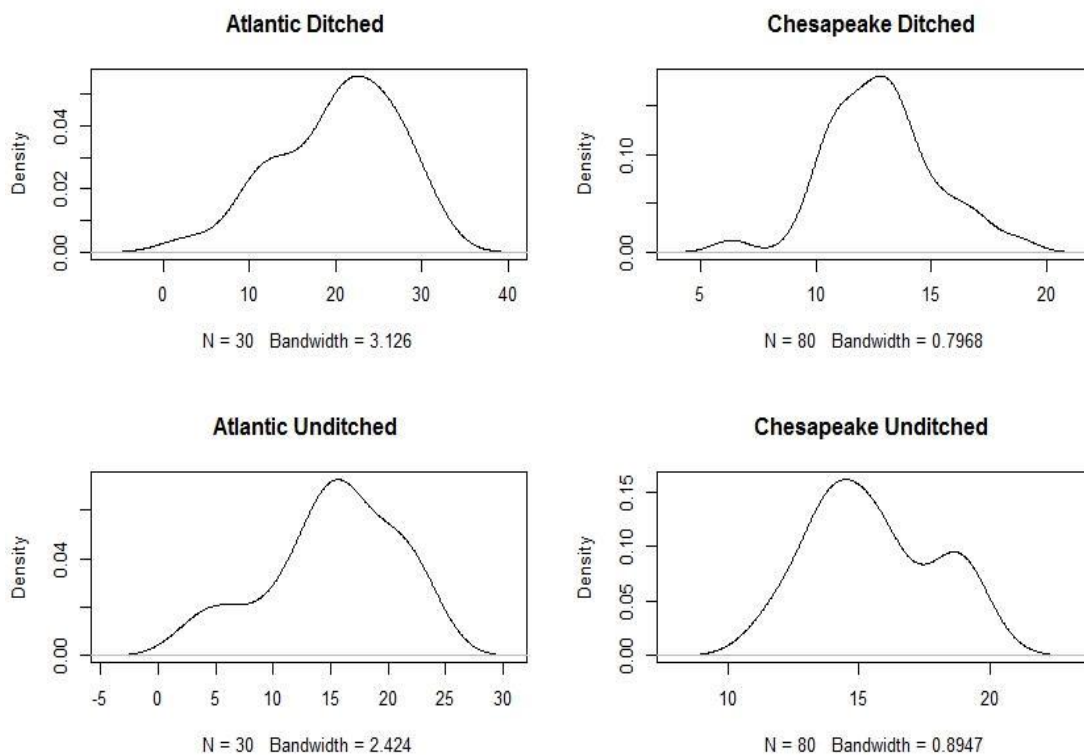 Atlantic Ditched
Density
0.00 0.02 0.04
0 10 20 30 40
N = 30 Bandwidth = 3.126
Chesapeake Ditched
Density
0.00 0.10
5 10 15 20
N = 80 Bandwidth = 0.7968
Atlantic Unditched
Density
0.00 0.04
-5 0 5 10 15 20 25 30
N = 30 Bandwidth = 2.424
Chesapeake Unditched
Density
0.00 0.05 0.10 0.15
10 15 20
N = 80 Bandwidth = 0.8947